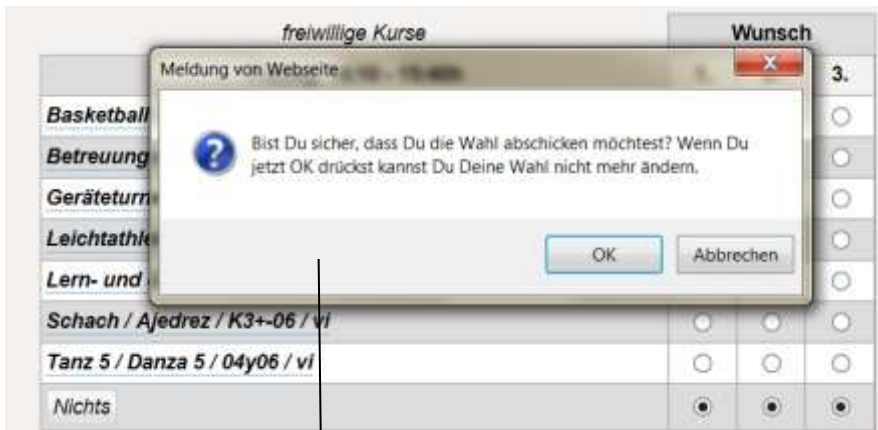 freiwillige Kurse
Wunsch
Meldung von Webseite
3.
Bist Du sicher, dass Du die Wahl abschicken möchtest? Wenn Du
jetzt OK drückst kannst Du Deine Wahl nicht mehr ändern.
OK
Abbrechen
Basketball
Betreuung
Geräteturn
Leichtathle
Lern- und
Schach / Ajedrez / K3+-06 / vi
Tanz 5 / Danza 5 / 04y06 / vi
Nichts